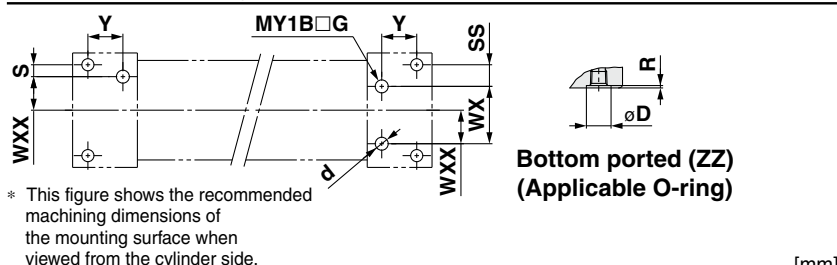 Y
MY1B□G
Y
SS
S
WXX
WX
WXX
d
R
øD
Bottom ported (ZZ)
(Applicable O-ring)
* This figure shows the recommended
machining dimensions of
the mounting surface when
viewed from the cylinder side.
[mm]